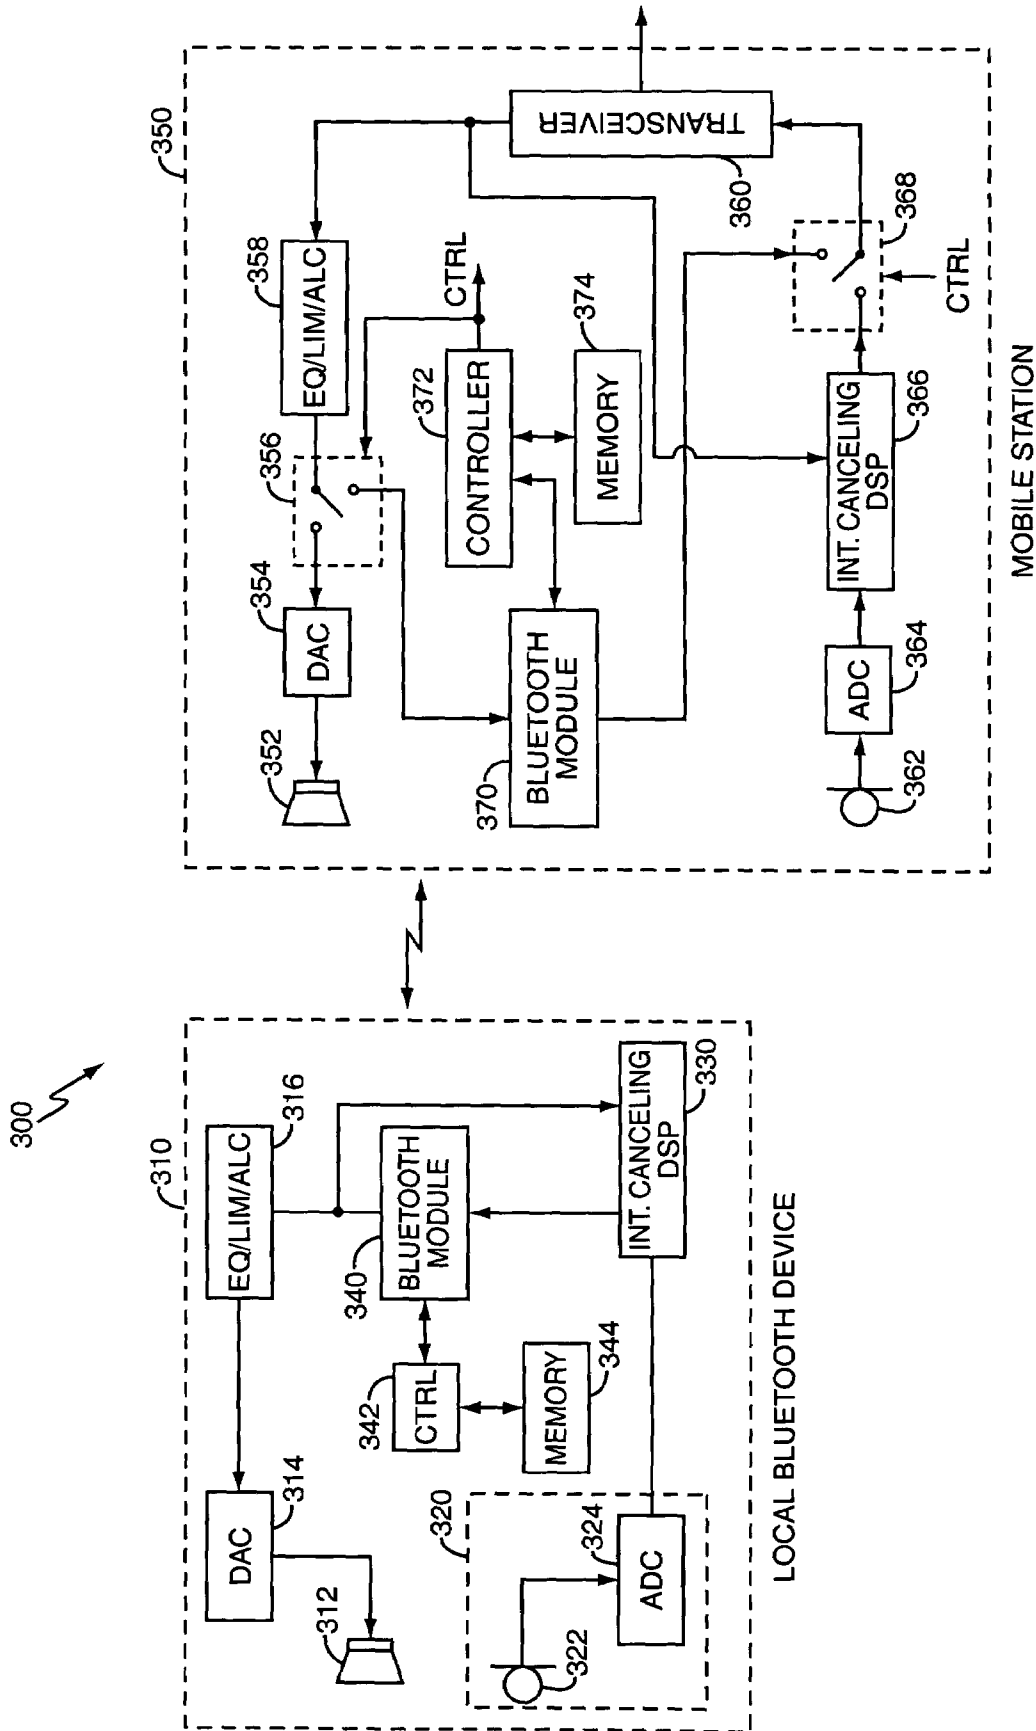 300
310
EQ/LIM/ALC
316
DAC
314
312
BLUETOOTH
MODULE
340
CTRL
342
MEMORY
344
320
322
ADC
324
INT. CANCELING
DSP
330
LOCAL BLUETOOTH DEVICE
350
352
DAC
354
356
EQ/LIM/ALC
358
CTRL
CONTROLLER
372
MEMORY
374
BLUETOOTH
MODULE
370
TRANSCEIVER
360
362
ADC
364
INT. CANCELING
DSP
366
368
CTRL
MOBILE STATION